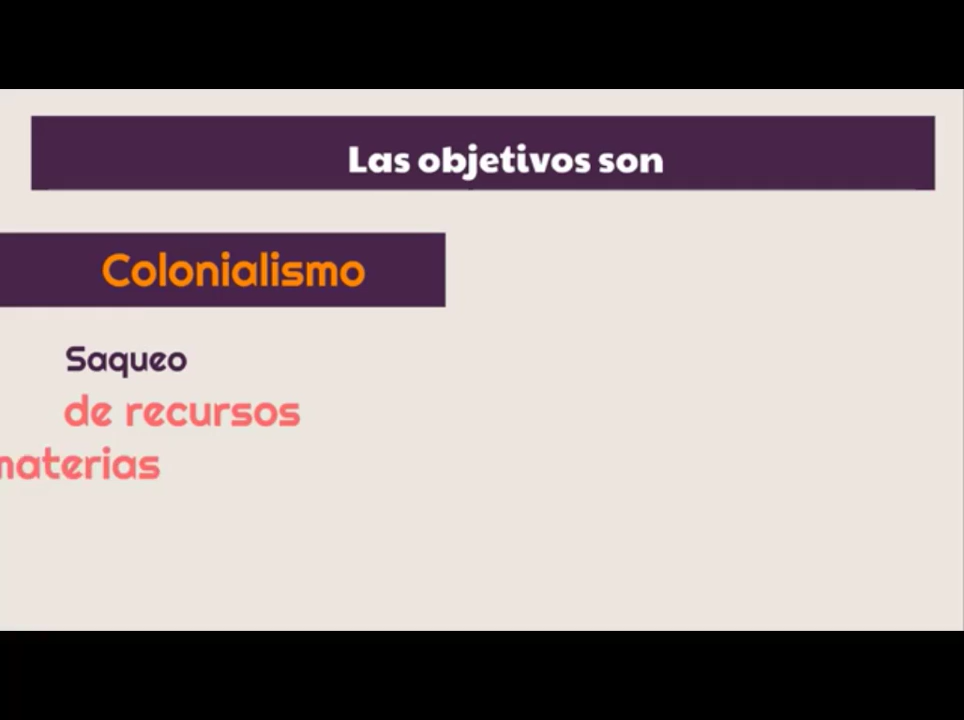 Las objetivos son
Colonialismo
Saqueo
de recursos
materias